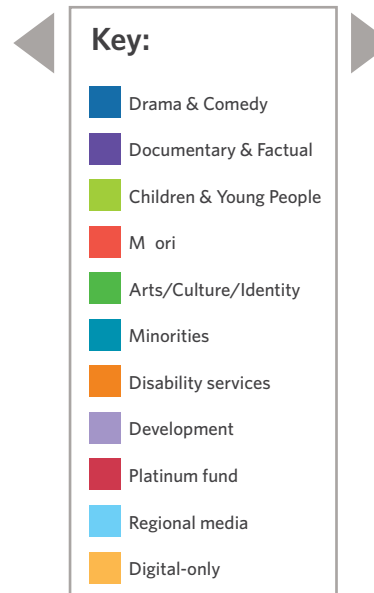 Key:
Drama & Comedy
Documentary & Factual
Children & Young People
M ori
Arts/Culture/Identity
Minorities
Disability services
Development
Platinum fund
Regional media
Digital-only